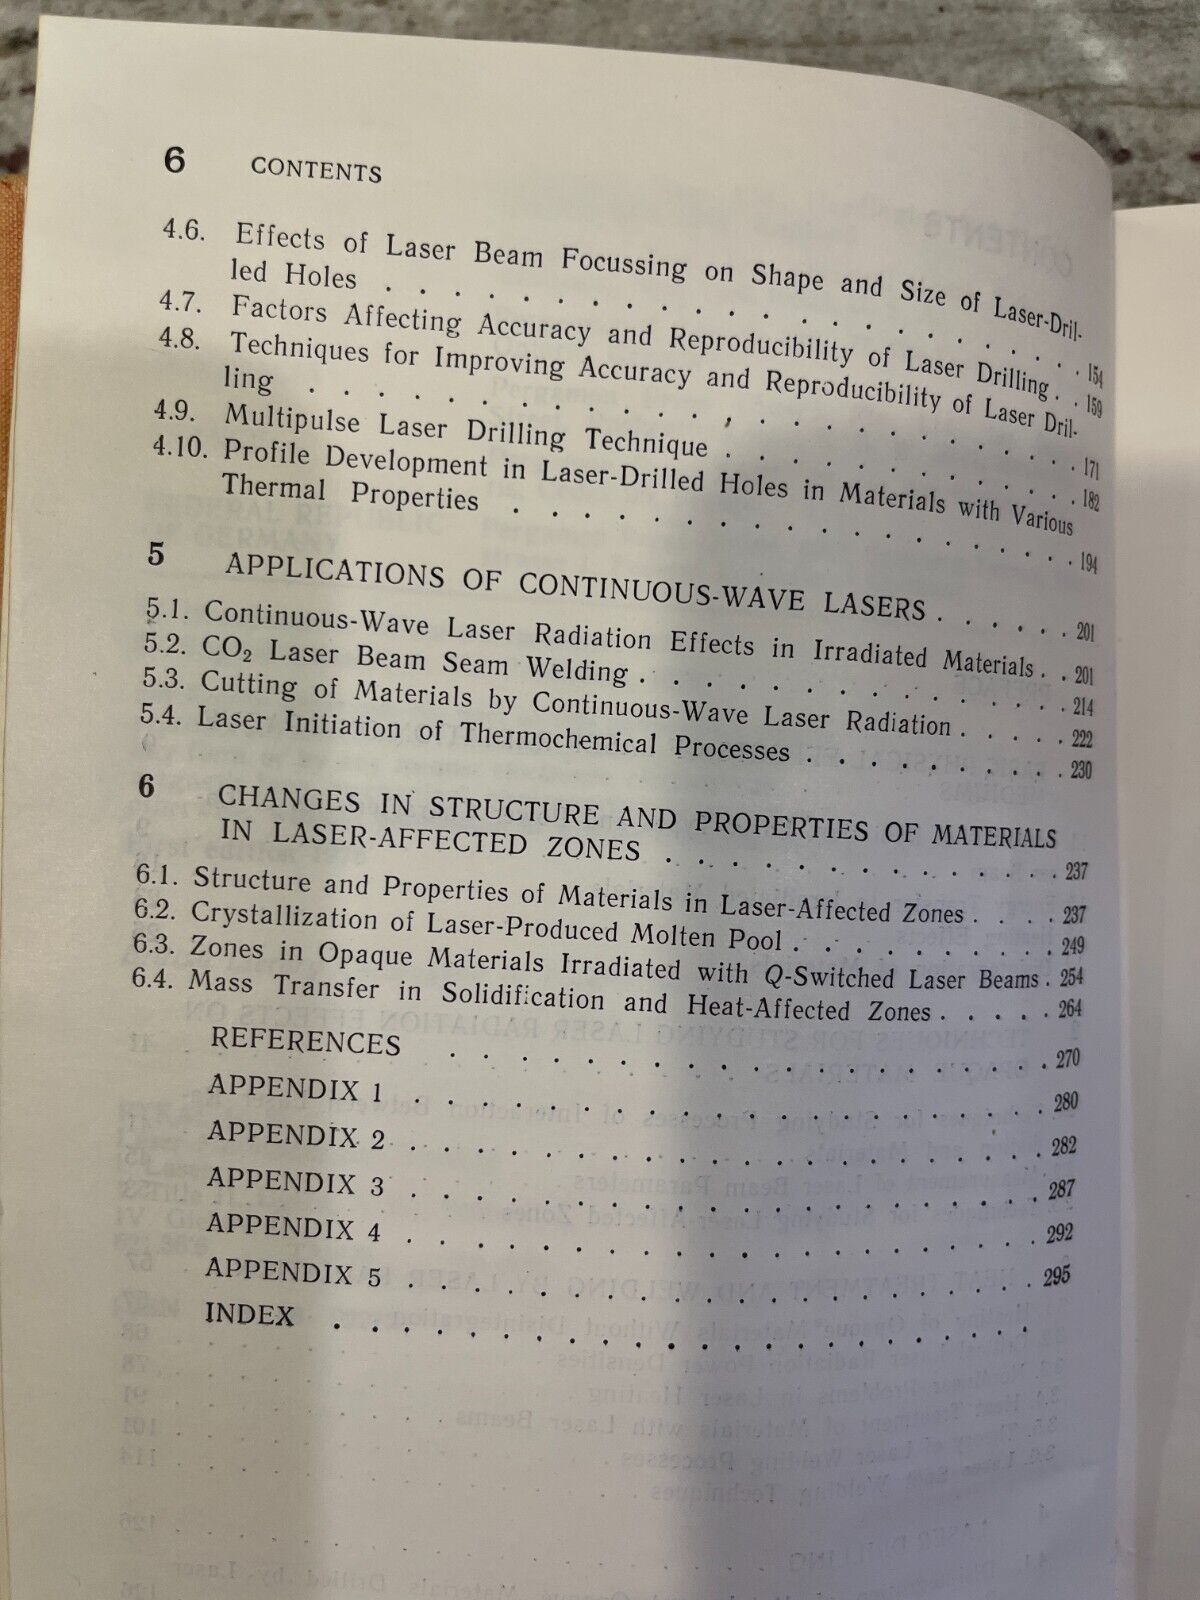 6 CONTENTS
4.6. Effects of Laser Beam Focussing on Shape and Size of Laser-Dril-
led Holes . . . . . . . . . . . . . . . . . . . . 154
4.7. Factors Affecting Accuracy and Reproducibility of Laser Drilling . . 159
4.8. Techniques for Improving Accuracy and Reproducibility of Laser Dril-
ling . . . . . . . . . . . . . . . . . . . . . . 171
4.9. Multipulse Laser Drilling Technique . . . . . . . . . . 182
4.10. Profile Development in Laser-Drilled Holes in Materials with Various
Thermal Properties . . . . . . . . . . . . . . . . . 194
5 APPLICATIONS OF CONTINUOUS-WAVE LASERS . . . . . . 201
5.1. Continuous-Wave Laser Radiation Effects in Irradiated Materials . . 201
5.2. CO₂ Laser Beam Seam Welding . . . . . . . . . . . . . 214
5.3. Cutting of Materials by Continuous-Wave Laser Radiation . . . . . 222
5.4. Laser Initiation of Thermochemical Processes . . . . . . . . . 230
6 CHANGES IN STRUCTURE AND PROPERTIES OF MATERIALS
IN LASER-AFFECTED ZONES . . . . . . . . . . . . . 237
6.1. Structure and Properties of Materials in Laser-Affected Zones . . . . 237
6.2. Crystallization of Laser-Produced Molten Pool . . . . . . . . . 249
6.3. Zones in Opaque Materials Irradiated with Q-Switched Laser Beams . 254
6.4. Mass Transfer in Solidification and Heat-Affected Zones . . . . . 264
REFERENCES . . . . . . . . . . . . . . . . . . . 270
APPENDIX 1 . . . . . . . . . . . . . . . . . . . 280
APPENDIX 2 . . . . . . . . . . . . . . . . . . . 282
APPENDIX 3 . . . . . . . . . . . . . . . . . . . 287
APPENDIX 4 . . . . . . . . . . . . . . . . . . . 292
APPENDIX 5 . . . . . . . . . . . . . . . . . . . 295
INDEX . . . . . . . . . . . . . . . . . . .